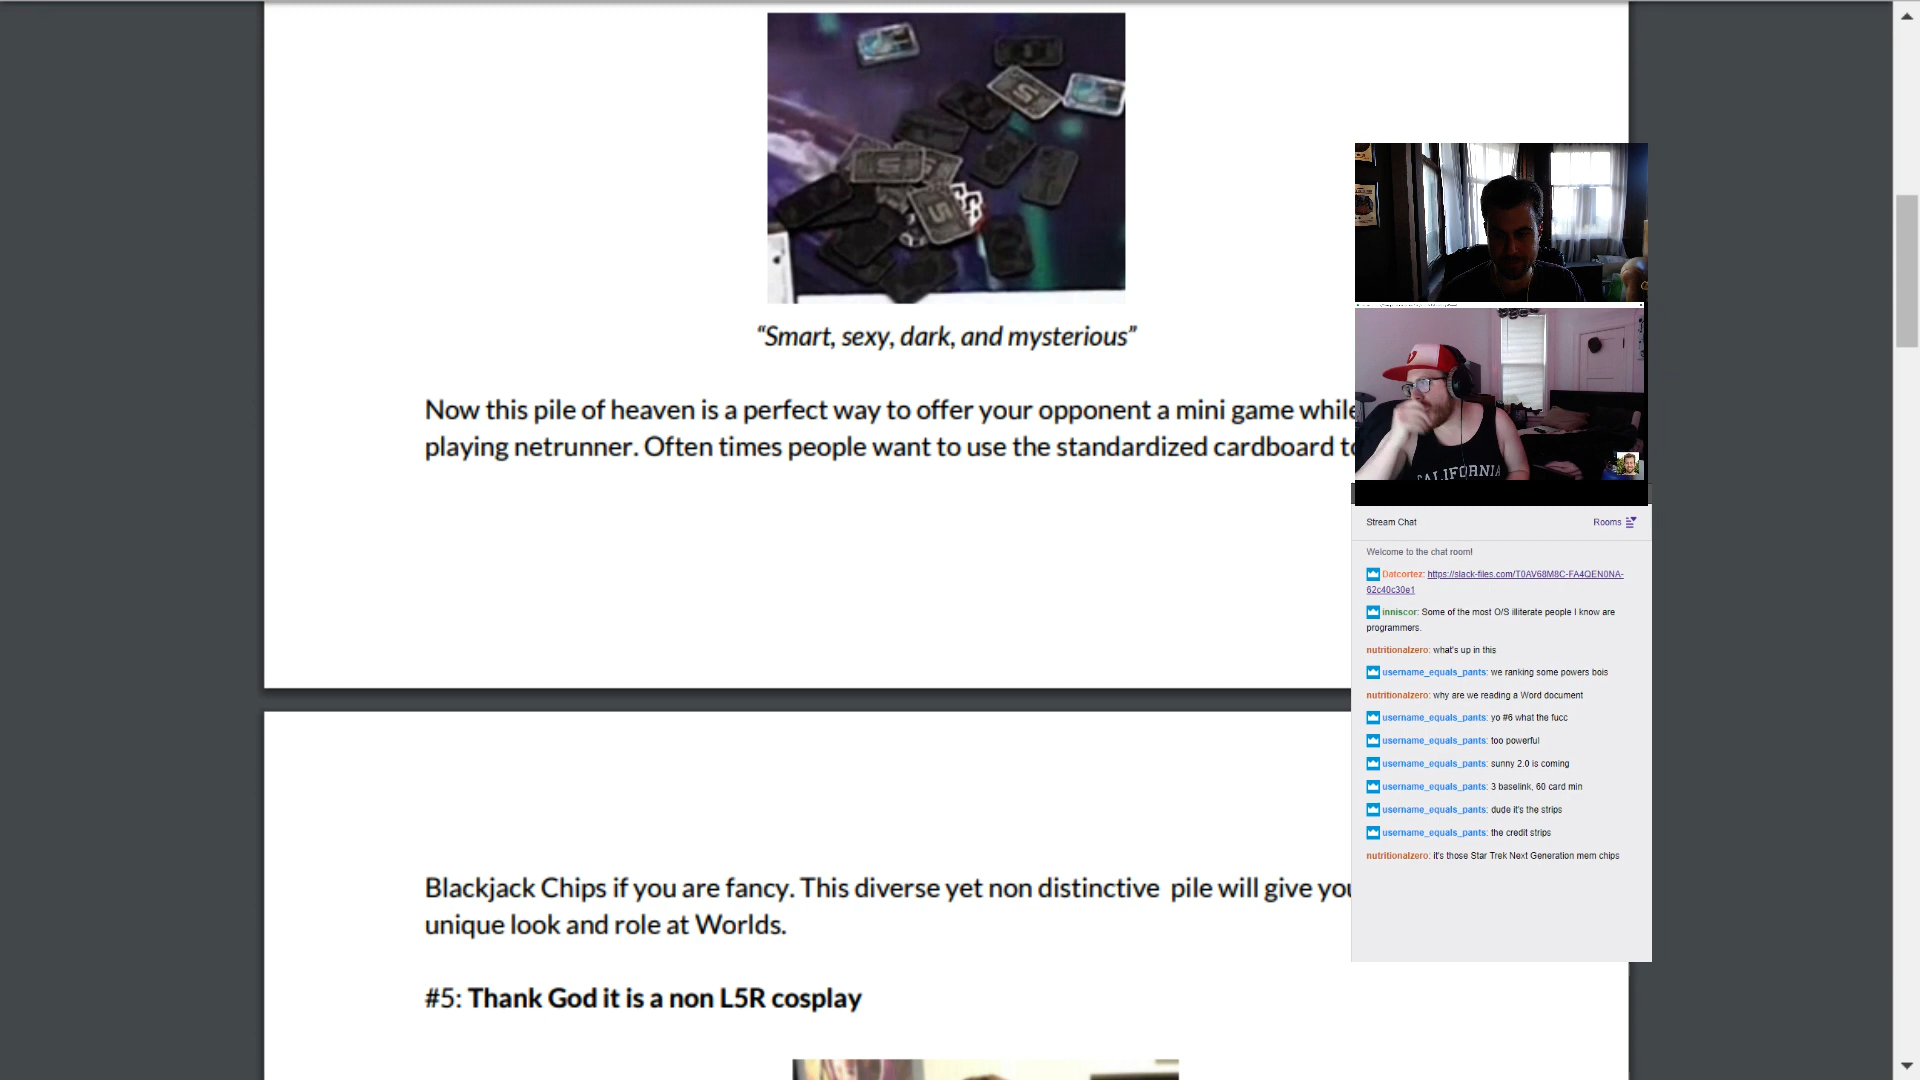 “Smart, sexy, dark, and mysterious”
Now this pile of heaven is a perfect way to offer your opponent a mini game while
playing netrunner. Often times people want to use the standardized cardboard
CALIFORNIA
Stream Chat
Rooms
Welcome to the chat room!
Datcortez: https://slack-files.com/T0AV68M8C-FA4QEN0NA-
62c40c30e1
inniscor: Some of the most O/S illiterate people I know are
programmers.
nutritionalzero: what's up in this
username_equals_pants: we ranking some powers bois
nutritionalzero: why are we reading a Word document
username_equals_pants: yo #6 what the fucc
username_equals_pants: too powerful
username_equals_pants: sunny 2.0 is coming
username_equals_pants: 3 baselink, 60 card min
username_equals_pants: dude it's the strips
username_equals_pants: the credit strips
nutritionalzero: it's those Star Trek Next Generation mem chips
Blackjack Chips if you are fancy. This diverse yet non distinctive pile will give
unique look and role at Worlds.
#5: Thank God it is a non L5R cosplay